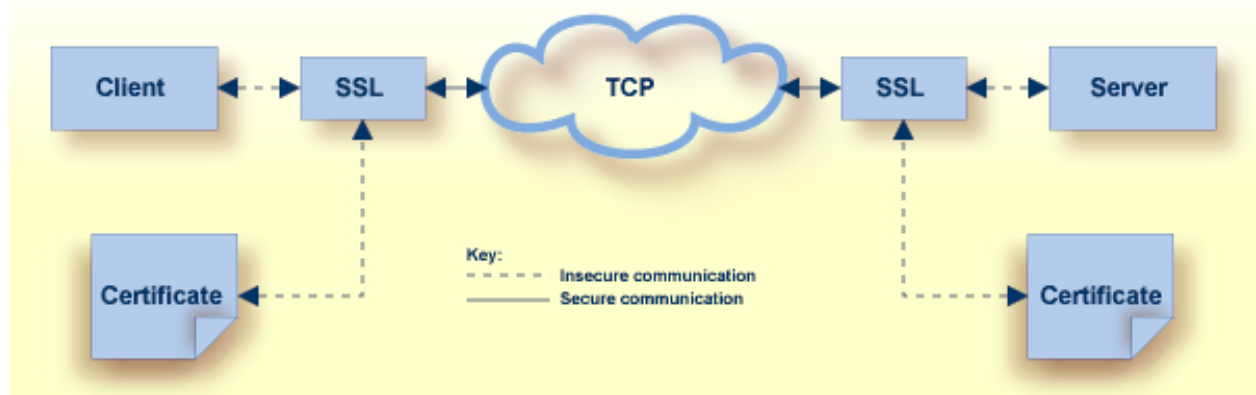 Client
SSL
TCP
SSL
Server
Certificate
Key:
Insecure communication
Secure communication
Certificate